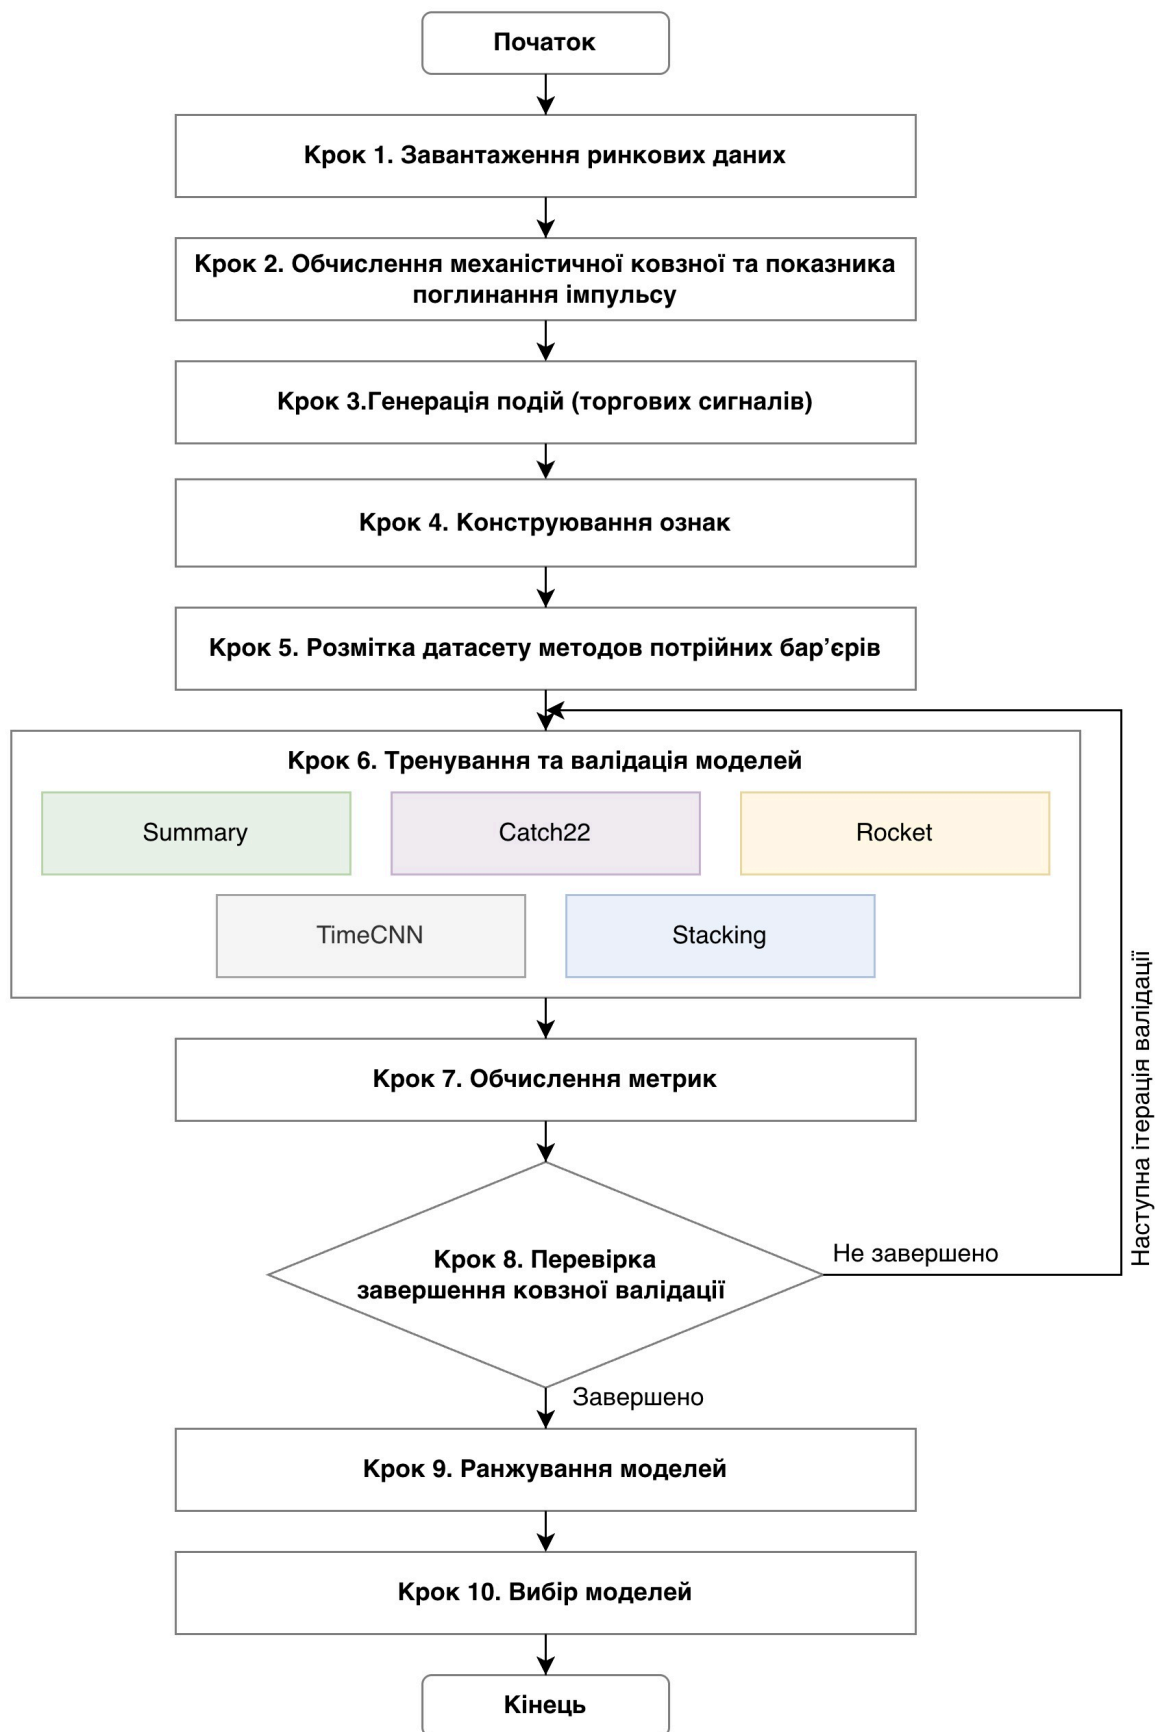 Початок
Крок 1. Завантаження ринкових даних
Крок 2. Обчислення механістичної ковзної та показника
поглинання імпульсу
Крок 3.Генерація подій (торгових сигналів)
Крок 4. Конструювання ознак
Крок 5. Розмітка датасету методов потрійних бар’єрів
Крок 6. Тренування та валідація моделей
Summary
Catch22
Rocket
TimeCNN
Stacking
Наступна ітерація валідації
Крок 7. Обчислення метрик
Крок 8. Перевірка
завершення ковзної валідації
Не завершено
Завершено
Крок 9. Ранжування моделей
Крок 10. Вибір моделей
Кінець